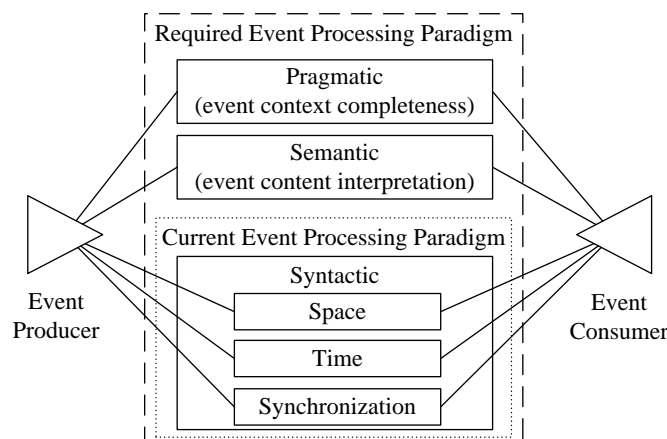 Required Event Processing Paradigm
Pragmatic
(event context completeness)
Semantic
(event content interpretation)
Current Event Processing Paradigm
Syntactic
Space
Time
Synchronization
Event
Producer
Event
Consumer